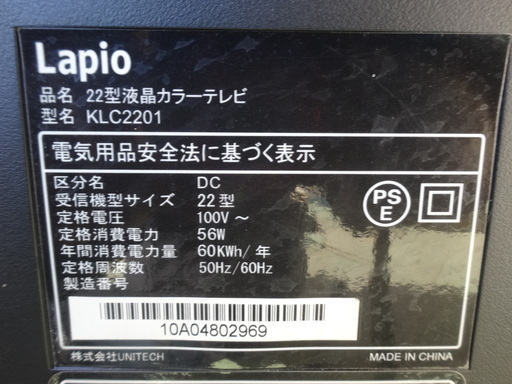 Lapio
品名 22型液晶カラーテレビ
型名 KLC2201
電気用品安全法に基づく表示
区分名 DC
受信機型サイズ 22型
定格電圧 100V～
定格消費電力 56W
年間消費電力量 60KWh/年
定格周波数 50Hz/60Hz
製造番号
PS
E
10A04802969
株式会社UNITECH MADE IN CHINA